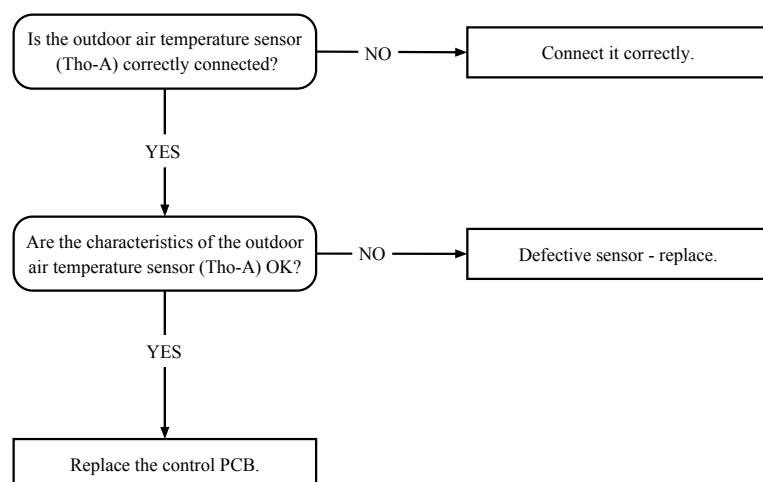 Is the outdoor air temperature sensor
(Tho-A) correctly connected?
NO
Connect it correctly.
YES
Are the characteristics of the outdoor
air temperature sensor (Tho-A) OK?
NO
Defective sensor - replace.
YES
Replace the control PCB.